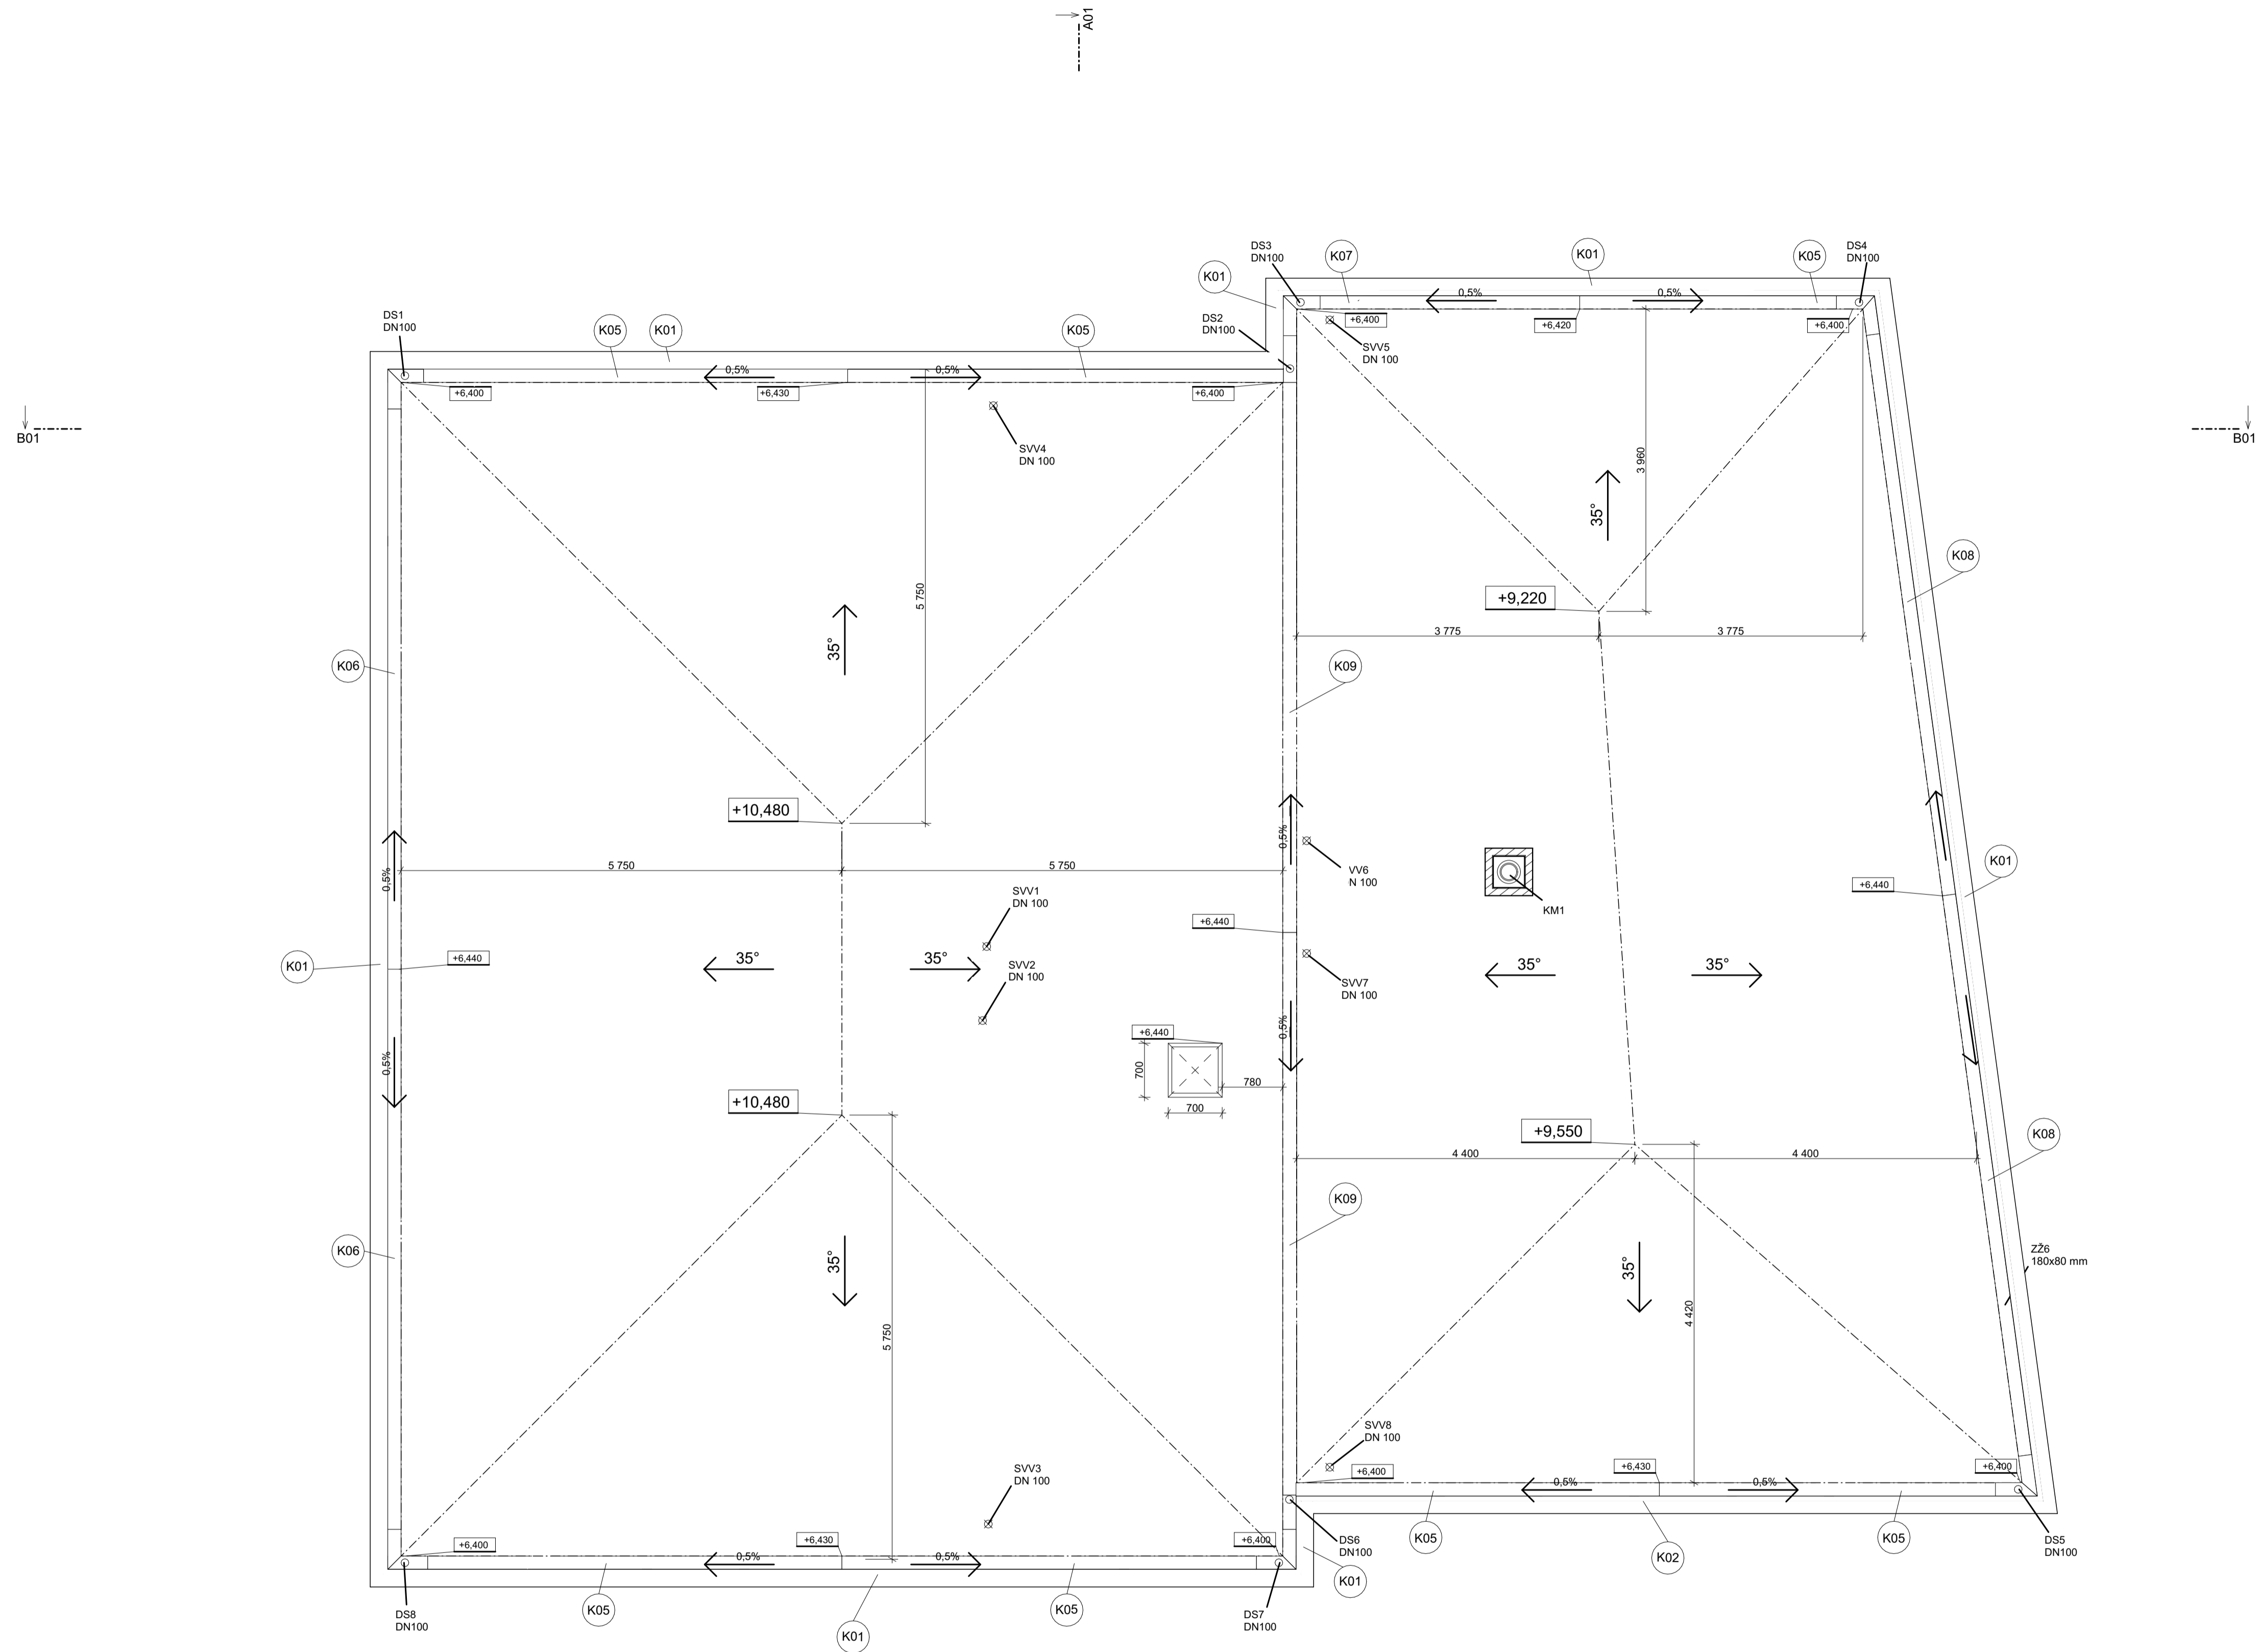 A01
DS3
DN100
K07
K01
K05
DS4
DN100
K01
0,5%
0,5%
+6,400
+6,420
+6,400
DS1
DN100
K05
K01
DS2
DN100
K05
SVV5
DN 100
0,5%
0,5%
+6,400
+6,430
+6,400
B01
B01
SVV4
DN 100
3 960
35°
K08
5 750
+9,220
35°
3 775
3 775
K06
K09
+10,480
0,5%
5 750
5 750
0,5%
VV6
N 100
K01
SVV1
DN 100
+6,440
KM1
+6,440
K01
+6,440
35°
35°
SVV2
DN 100
35°
35°
SVV7
DN 100
0,5%
0,5%
+6,440
700
780
700
+10,480
+9,550
K08
4 400
4 400
K09
K06
35°
35°
ZŽ6
180x80 mm
5 750
4 420
SVV8
DN 100
SVV3
DN 100
+6,400
+6,430
+6,400
0,5%
0,5%
+6,400
+6,430
+6,400
0,5%
0,5%
K05
K02
K05
DS6
DN100
DS5
DN100
K01
K05
K05
DS8
DN100
DS7
DN100
K01